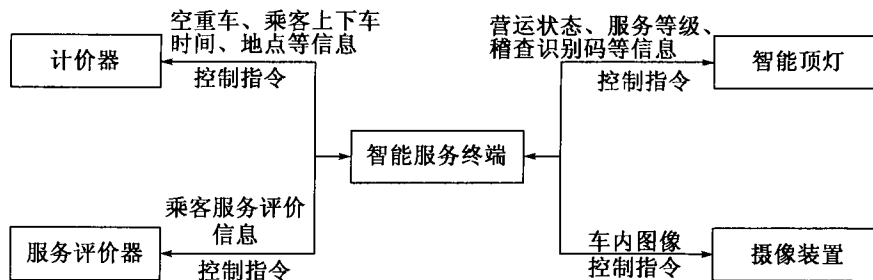 空重车、乘客上下车
时间、地点等信息
计价器
控制指令
营运状态、服务等级、
稽查识别码等信息
智能顶灯
控制指令
智能服务终端
乘客服务评价
信息
服务评价器
控制指令
车内图像
摄像装置
控制指令